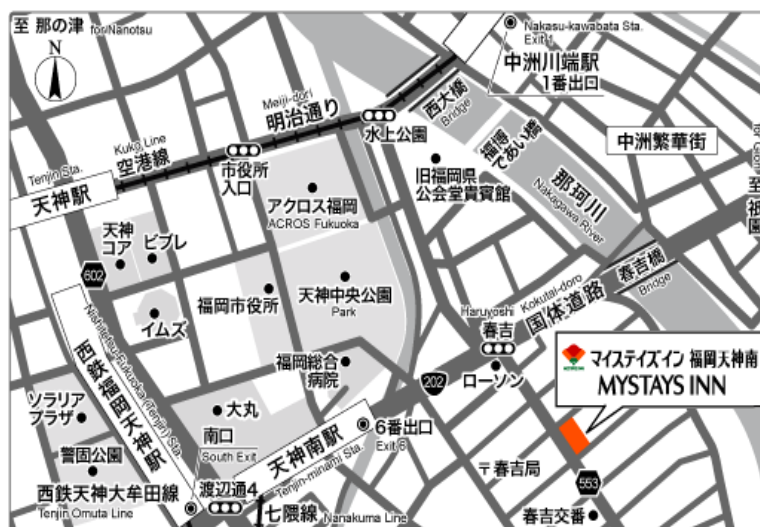 至 那の津 for Nanotsu
N
Nakasu-kawabata Sta.
Exit 1
中洲川端駅
1番出口
Meiji-dori
明治通り
西大橋
Bridge
水上公園
Kuko Line
空港線
市役所
入口
Tenjin Sta.
天神駅
福博
であい橋
中洲繁華街
旧福岡県
公会堂貴賓館
那珂川
Nakagawa River
至 祇園
アクロス福岡
ACROS Fukuoka
天神
コア
ビブレ
602
イムズ
福岡市役所
天神中央公園
Park
春吉橋
Bridge
Kokutai-doro
国体道路
Haruyoshi
春吉
ローソン
202
福岡総合
病院
マイステイズイン 福岡天神南
MYSTAYS INN
Nishitetsu-Fukuoka (Tenjin) Sta.
西鉄福岡天神駅
ソラリア
プラザ
大丸
南口
South Exit
天神南駅
Tenjin-minami Sta.
6番出口
Exit 6
警固公園
西鉄天神大牟田線
Tenjin Omuta Line
渡辺通4
七隈線 Nanakuma Line
〒春吉局
553
春吉交番